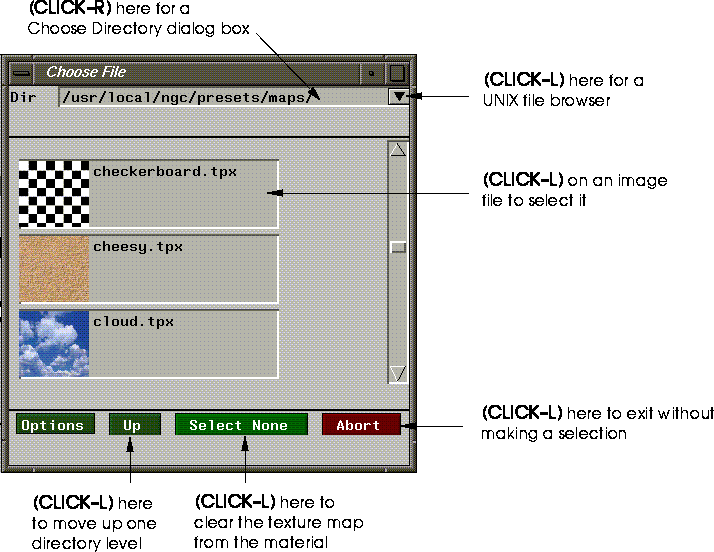 (CLICK-R) here for a
Choose Directory dialog box
Choose File
Dir /usr/local/ngc/presets/maps/
(CLICK-L) here for a
UNIX file browser
checkerboard.tpx
(CLICK-L) on an image
file to select it
cheesy.tpx
cloud.tpx
Options Up Select None Abort
(CLICK-L) here to exit without
making a selection
(CLICK-L) here
to move up one
directory level
(CLICK-L) here to
clear the texture map
from the material